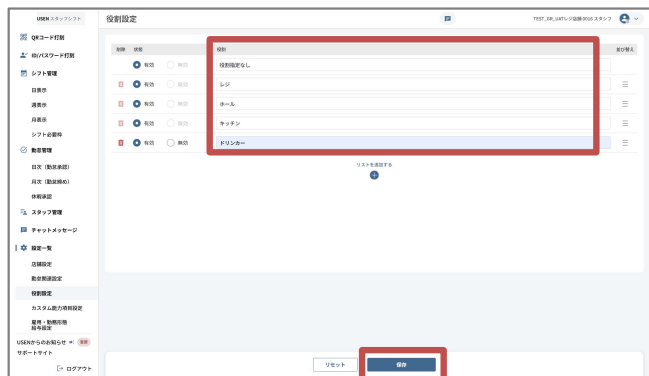 USEN スタッフシフト
役割設定
TEST_GR_UATレジ店舗0016 スタシフ
QRコード打刻
ID/パスワード打刻
シフト管理
日表示
週表示
月表示
シフト必要枠
勤怠管理
日次（勤怠承認）
月次（勤怠締め）
休暇承認
スタッフ管理
チャットメッセージ
設定一覧
店舗設定
勤怠関連設定
役割設定
カスタム能力項目設定
雇用・勤務形態
給与設定
USENからのお知らせ
重要
サポートサイト
ログアウト
削除 状態 役割 並び替え
有効 無効 役割指定なし
有効 無効 レジ
有効 無効 ホール
有効 無効 キッチン
有効 無効 ドリンカー
リストを追加する
リセット 保存